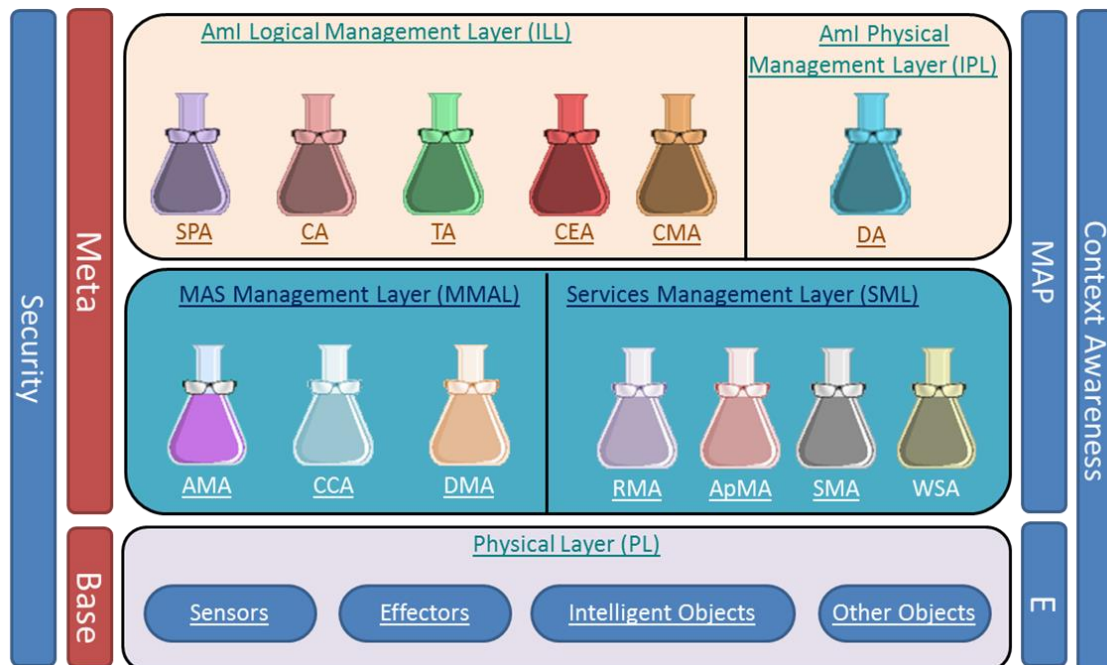 Security
Meta
Base
AmI Logical Management Layer (ILL)
AmI Physical
Management Layer (IPL)
SPA
CA
TA
CEA
CMA
DA
MAS Management Layer (MMAL)
Services Management Layer (SML)
AMA
CCA
DMA
RMA
ApMA
SMA
WSA
Physical Layer (PL)
Sensors
Effectors
Intelligent Objects
Other Objects
MAP
E
Context Awareness